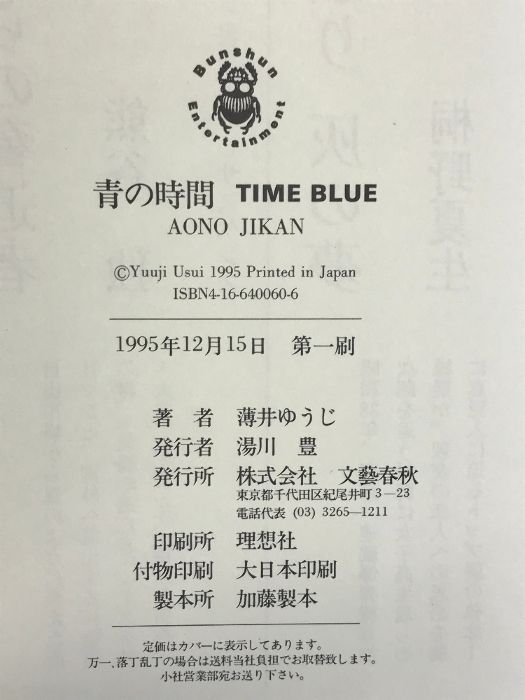 Bunshun
Entertainment
青の時間 TIME BLUE
AONO JIKAN
©Yuuji Usui 1995 Printed in Japan
ISBN4-16-640060-6
1995年12月15日 第一刷
著 者 薄井ゆうじ
発行者 湯川 豊
発行所 株式会社 文藝春秋
東京都千代田区紀尾井町3—23
電話代表 (03) 3265—1211
印刷所 理想社
付物印刷 大日本印刷
製本所 加藤製本
定価はカバーに表示してあります。
万一、落丁乱丁の場合は送料当社負担でお取替致します。
小社営業部宛お送り下さい。